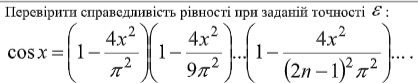 Перевірити справедливість рівності при заданій точності ε :
cos x = (1 − 4x²/π²)(1 − 4x²/9π²)...(1 − 4x²/(2n−1)²π²)... .